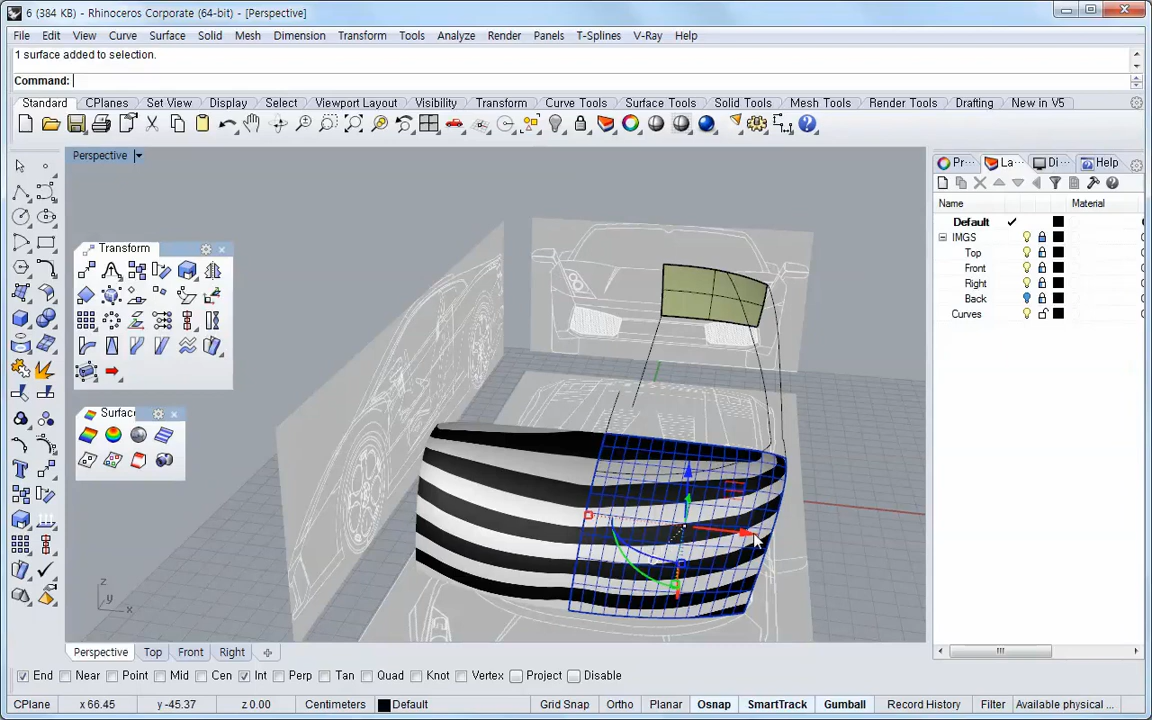 6 (384 KB) - Rhinoceros Corporate (64-bit) - [Perspective]
File Edit View Curve Surface Solid Mesh Dimension Transform Tools Analyze Render Panels T-Splines V-Ray Help
1 surface added to selection.
Command:
Standard CPlanes Set View Display Select Viewport Layout Visibility Transform Curve Tools Surface Tools Solid Tools Mesh Tools Render Tools Drafting New in V5
Perspective
Pr··· La··· Di··· Help
Name Material
Default
IMGS
Top
Front
Right
Back
Curves
Transform
Surfac
z
y
x
Perspective Top Front Right
End Near Point Mid Cen Int Perp Tan Quad Knot Vertex Project Disable
CPlane x 66.45 y -45.37 z 0.00 Centimeters Default Grid Snap Ortho Planar Osnap SmartTrack Gumball Record History Filter Available physical ...